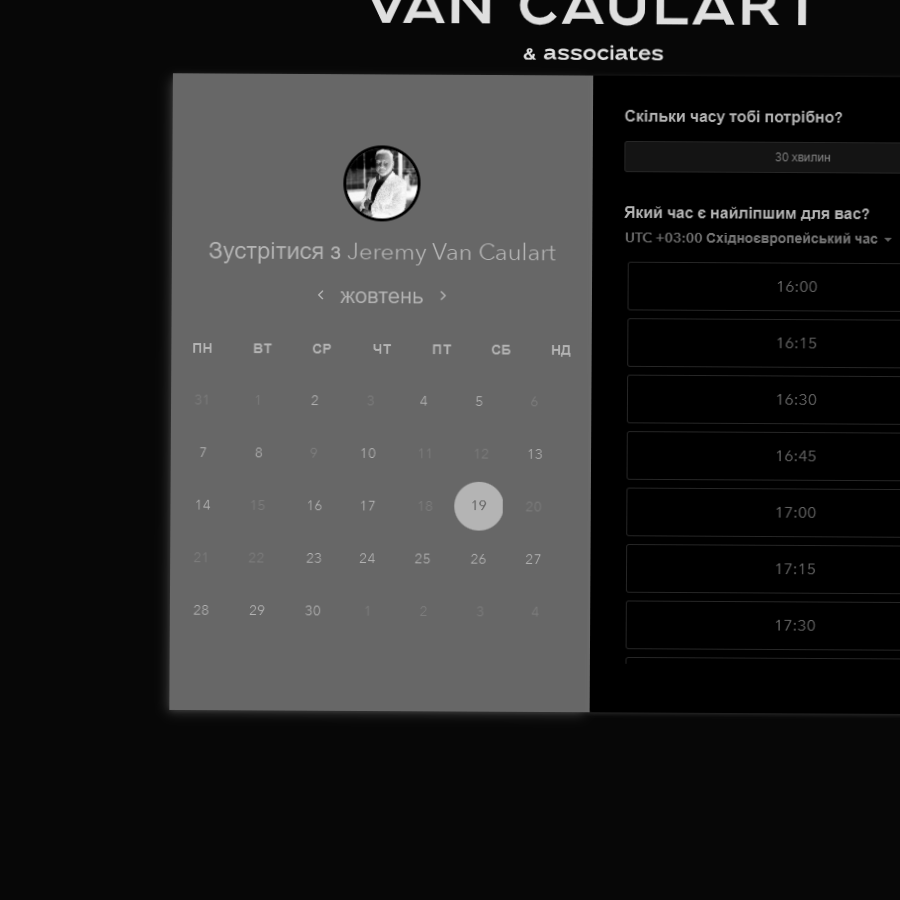 VAN CAULART
& associates
Зустрітися з Jeremy Van Caulart
жовтень
ПН ВТ СР ЧТ ПТ СБ НД
31 1 2 3 4 5 6
7 8 9 10 11 12 13
14 15 16 17 18 19 20
21 22 23 24 25 26 27
28 29 30 1 2 3 4
Скільки часу тобі потрібно?
30 хвилин
Який час є найліпшим для вас?
UTC +03:00 Східноєвропейський час
16:00
16:15
16:30
16:45
17:00
17:15
17:30